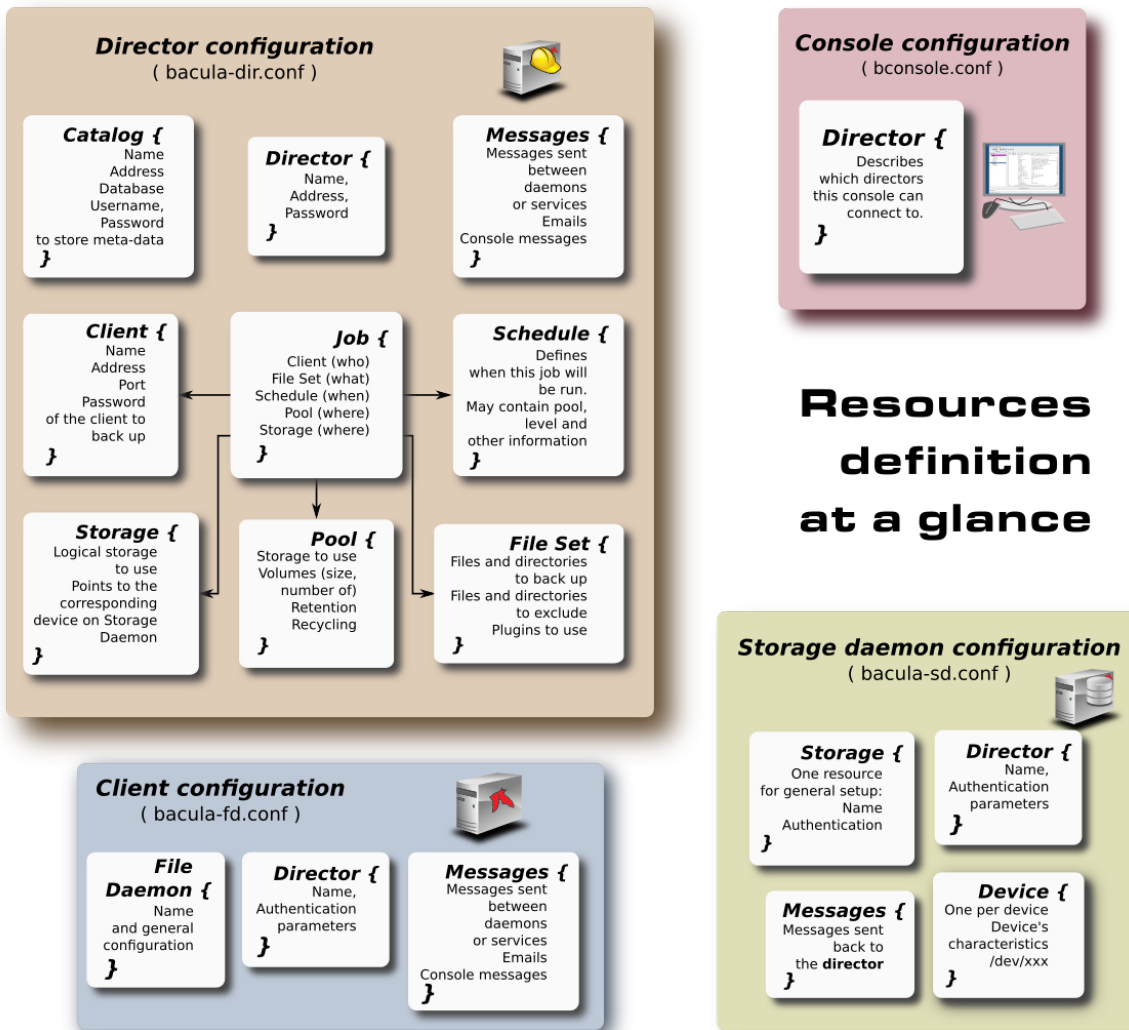 Director configuration
( bacula-dir.conf )
Catalog {
Name
Address
Database
Username,
Password
to store meta-data
}
Director {
Name,
Address,
Password
}
Messages {
Messages sent
between
daemons
or services
Emails
Console messages
}
Client {
Name
Address
Port
Password
of the client to
back up
}
Job {
Client (who)
File Set (what)
Schedule (when)
Pool (where)
Storage (where)
}
Schedule {
Defines
when this job will
be run.
May contain pool,
level and
other information
}
Storage {
Logical storage
to use
Points to the
corresponding
device on Storage
Daemon
}
Pool {
Storage to use
Volumes (size,
number of)
Retention
Recycling
}
File Set {
Files and directories
to back up
Files and directories
to exclude
Plugins to use
}
Console configuration
( bconsole.conf )
Director {
Describes
which directors
this console can
connect to.
}
Resources
definition
at a glance
Client configuration
( bacula-fd.conf )
File
Daemon {
Name
and general
configuration
}
Director {
Name,
Authentication
parameters
}
Messages {
Messages sent
between
daemons
or services
Emails
Console messages
}
Storage daemon configuration
( bacula-sd.conf )
Storage {
One resource
for general setup:
Name
Authentication
}
Director {
Name,
Authentication
parameters
}
Messages {
Messages sent
back to
the director
}
Device {
One per device
Device's
characteristics
/dev/xxx
}